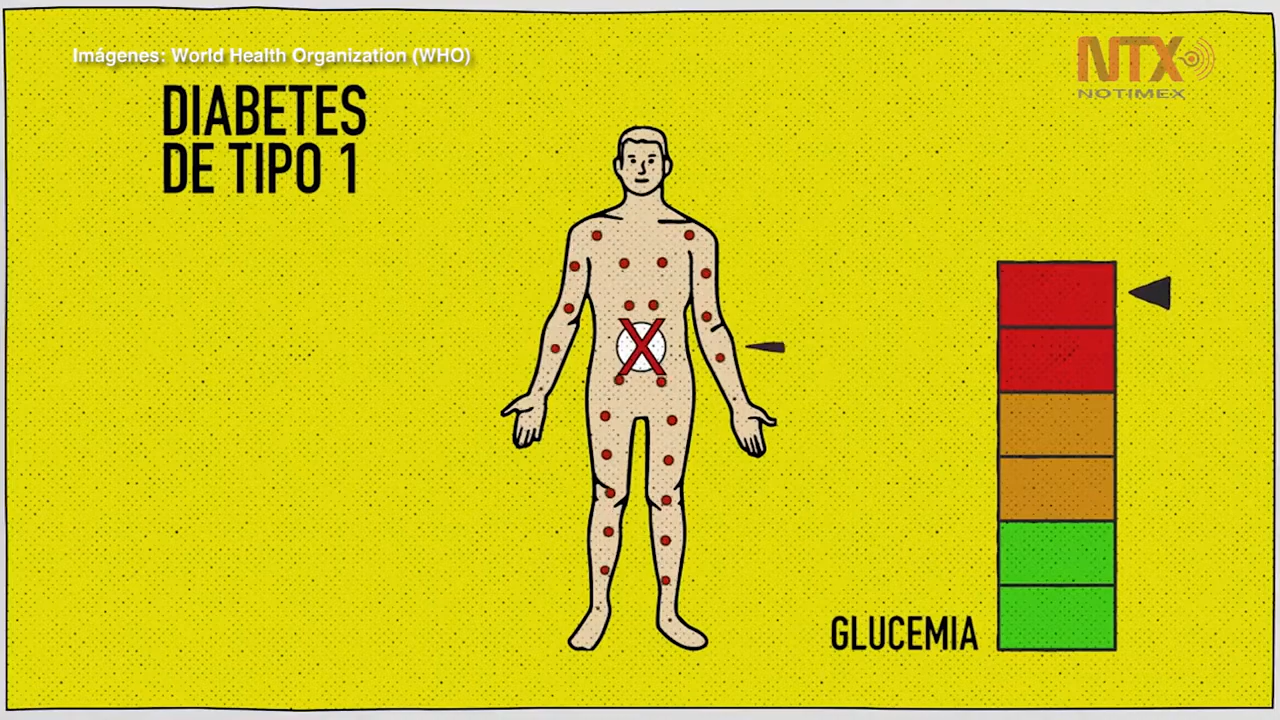 Imágenes: World Health Organization (WHO)
NTX
NOTIMEX
DIABETES
DE TIPO 1
X
GLUCEMIA